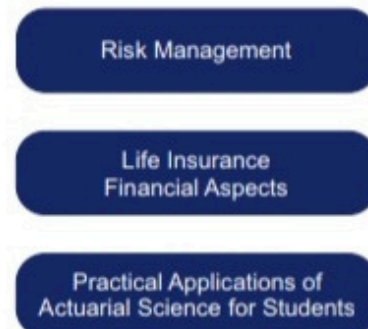 Risk Management
Life Insurance
Financial Aspects
Practical Applications of
Actuarial Science for Students